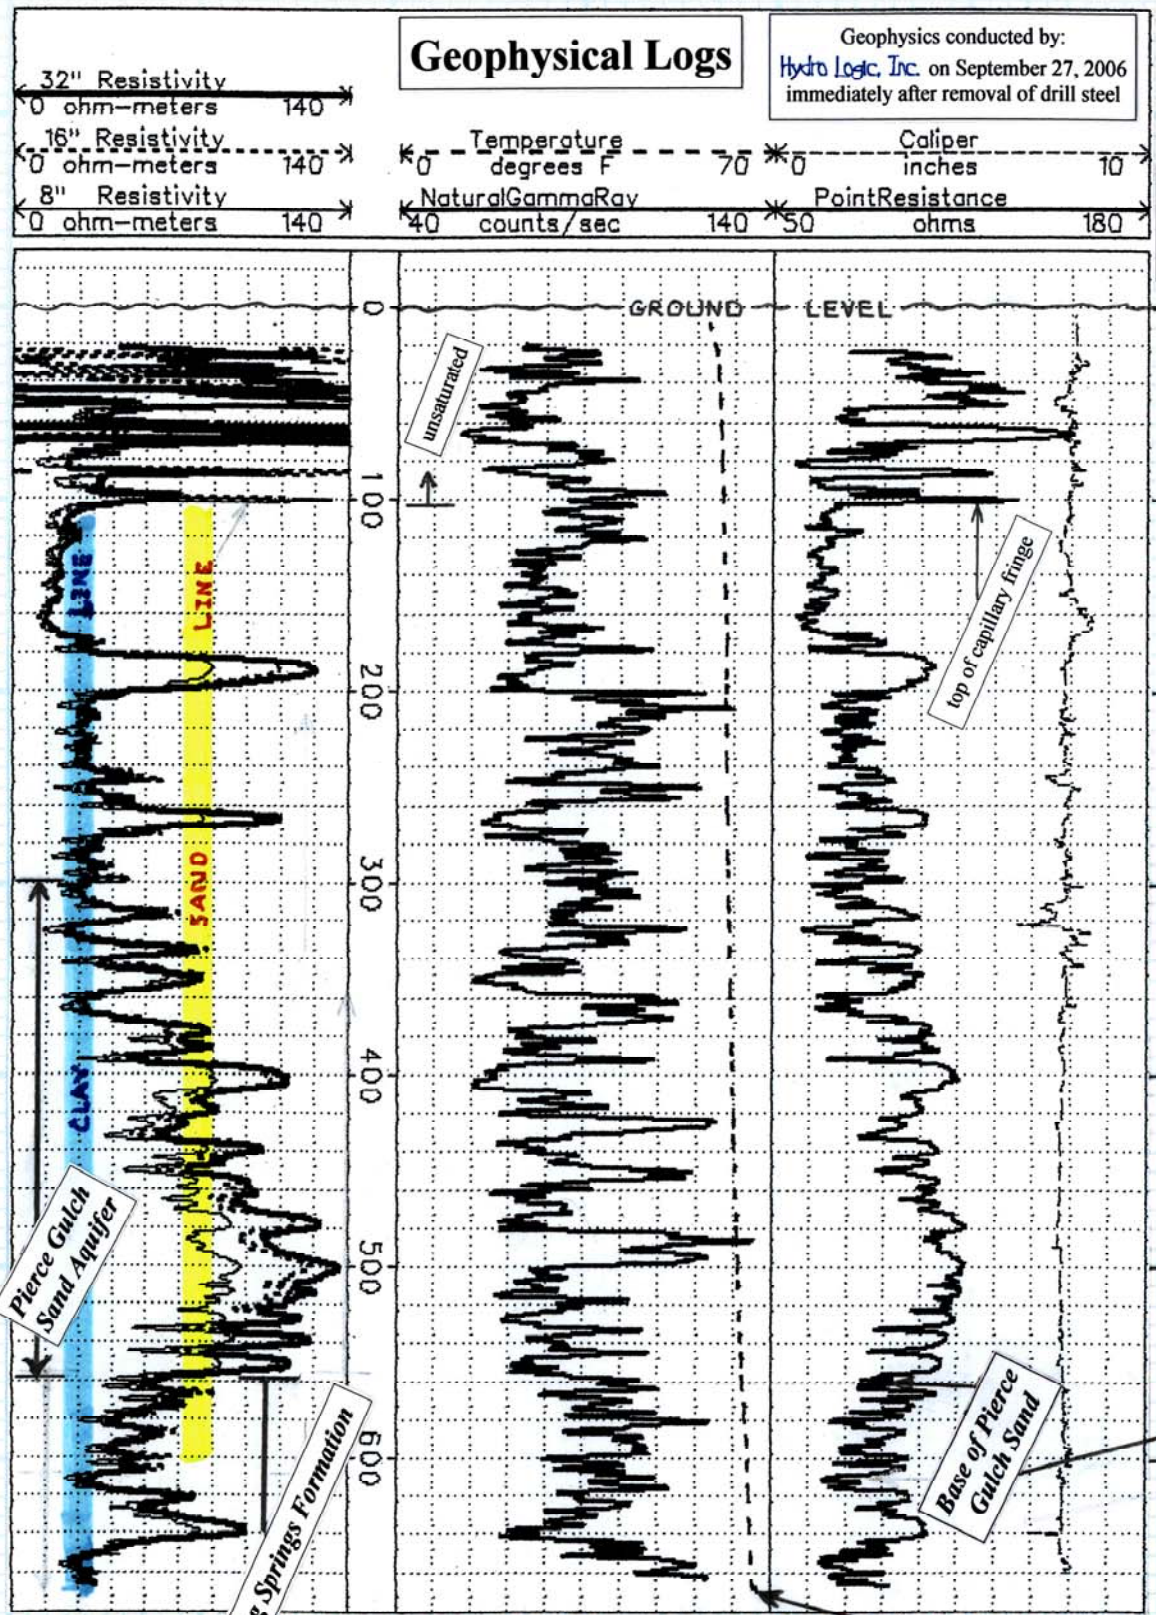 Geophysical Logs
Geophysics conducted by:
Hydro Logic, Inc. on September 27, 2006
immediately after removal of drill steel
32" Resistivity
0 ohm-meters 140
16" Resistivity
0 ohm-meters 140
8" Resistivity
0 ohm-meters 140
Temperature
0 degrees F 70
NaturalGammaRay
40 counts/sec 140
Caliper
0 inches 10
PointResistance
50 ohms 180
0
GROUND LEVEL
unsaturated
100
top of capillary fringe
CLAY LINE
SAND LINE
200
300
400
500
600
Pierce Gulch
Sand Aquifer
Springs Formation
Base of Pierce
Gulch Sand